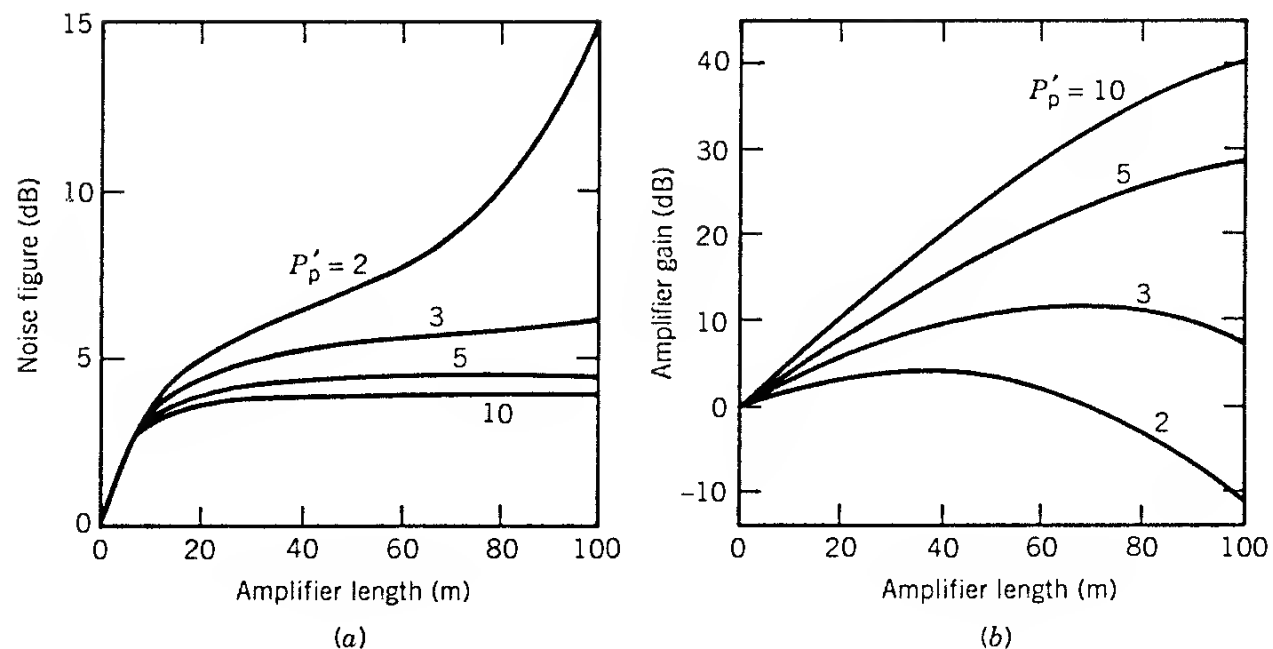 15
10
5
0
Noise figure (dB)
P′p = 2
3
5
10
0 20 40 60 80 100
Amplifier length (m)
(a)
40
30
20
10
0
−10
Amplifier gain (dB)
P′p = 10
5
3
2
0 20 40 60 80 100
Amplifier length (m)
(b)